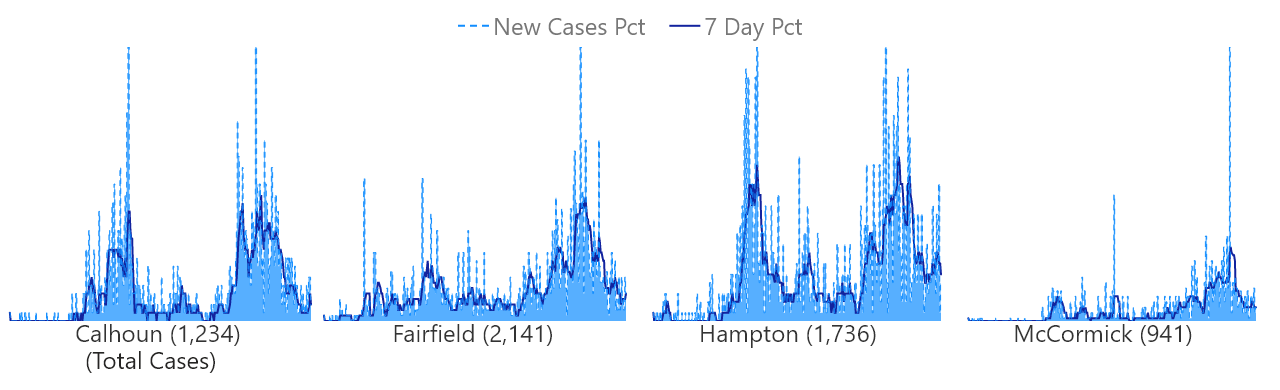 New Cases Pct 7 Day Pct
Calhoun (1,234) Fairfield (2,141) Hampton (1,736) McCormick (941)
(Total Cases)